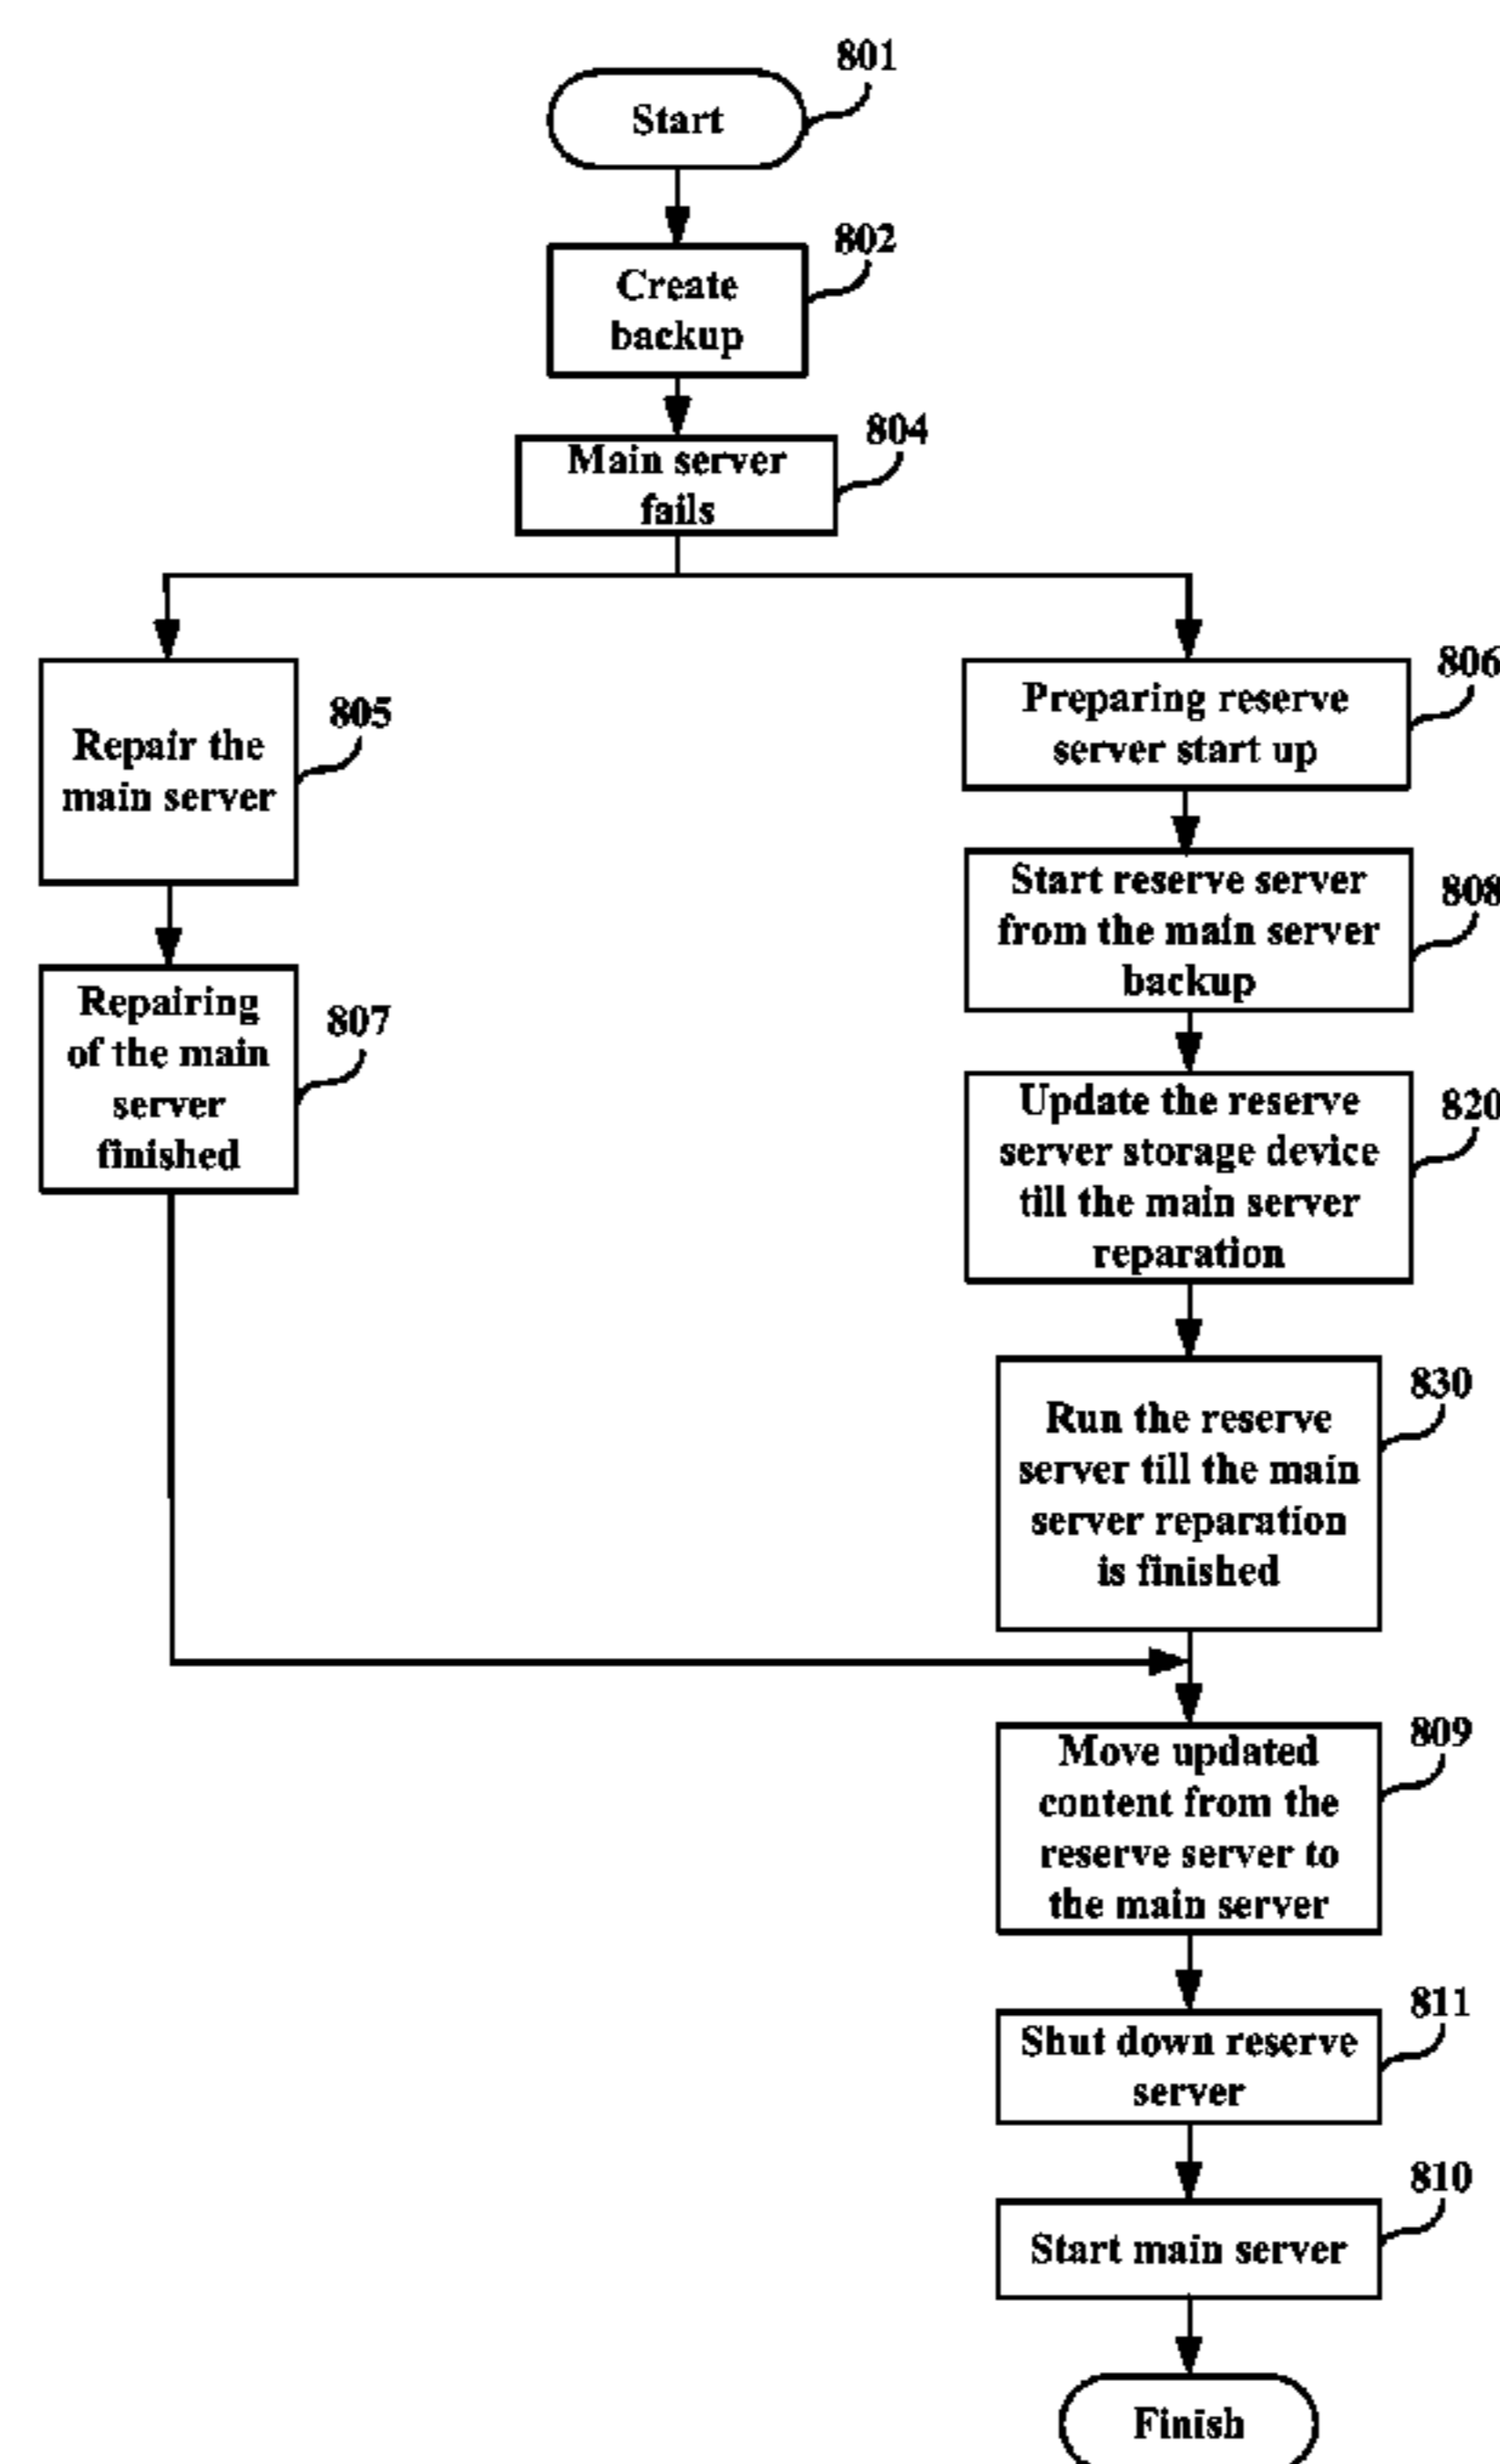 801
Start
802
Create
backup
804
Main server
fails
805
Repair the
main server
807
Repairing
of the main
server
finished
806
Preparing reserve
server start up
808
Start reserve server
from the main server
backup
820
Update the reserve
server storage device
till the main server
reparation
830
Run the reserve
server till the main
server reparation
is finished
809
Move updated
content from the
reserve server to
the main server
811
Shut down reserve
server
810
Start main server
Finish